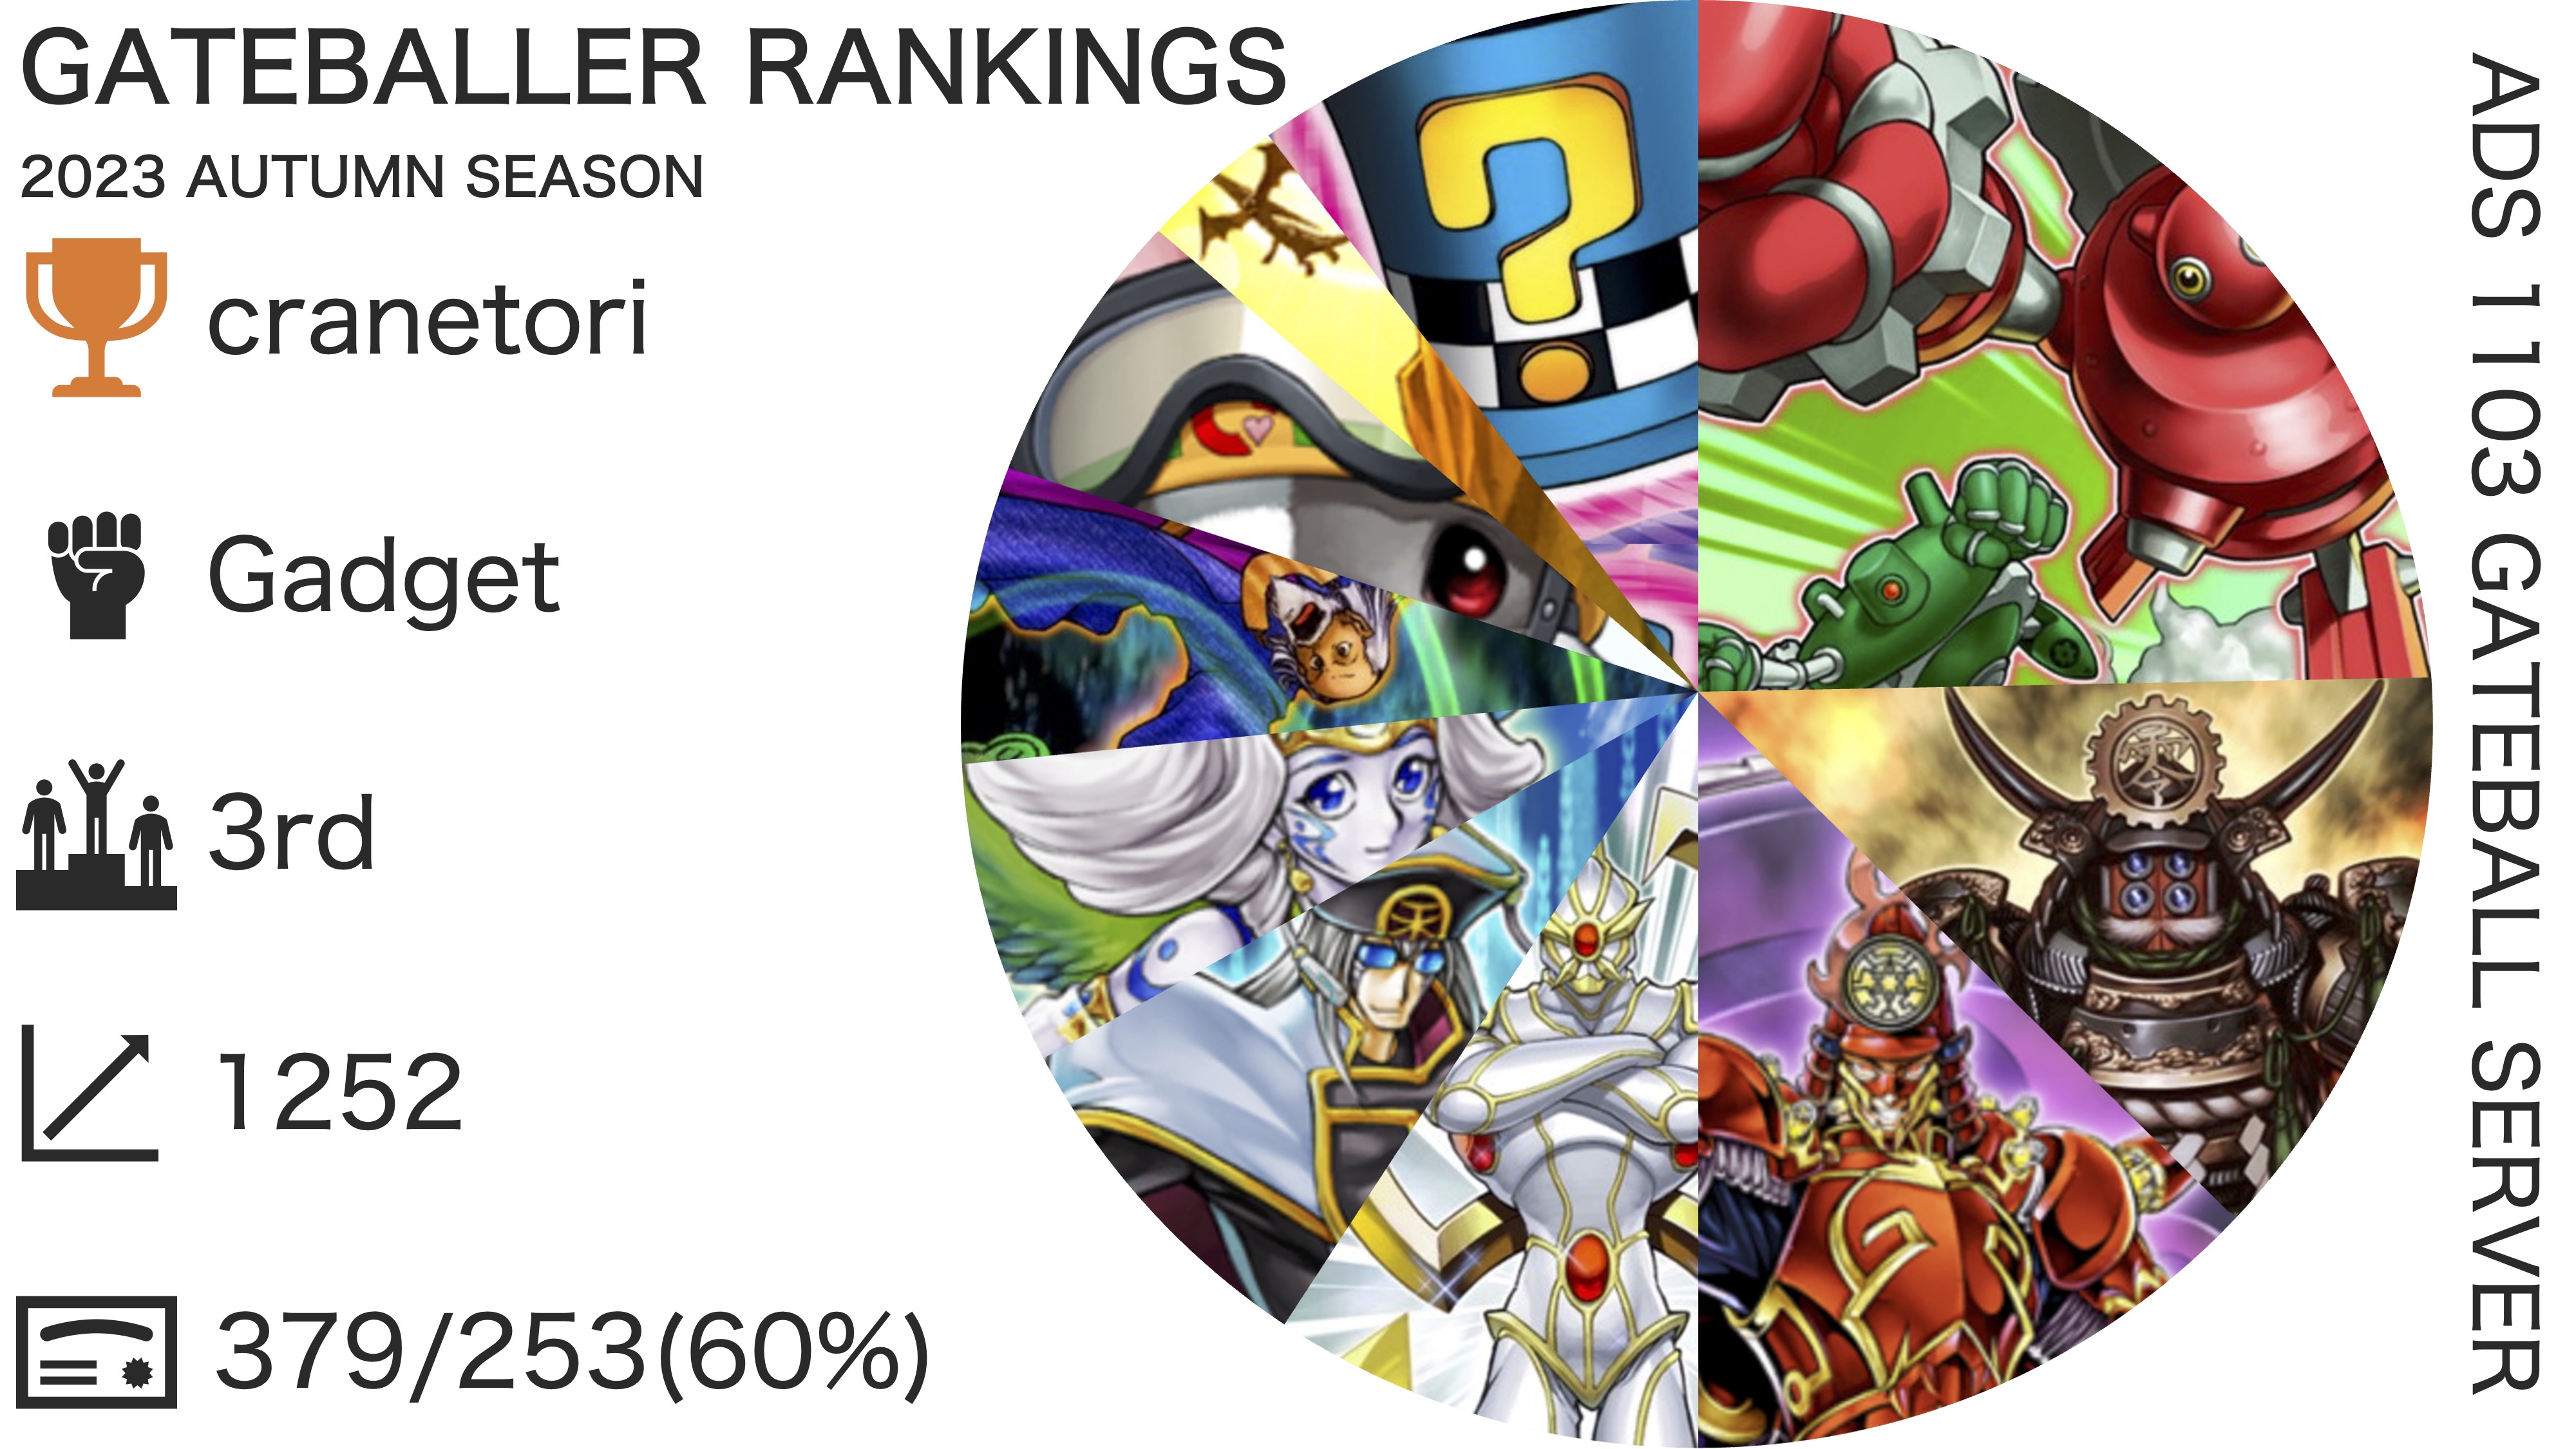 GATEBALLER RANKINGS
2023 AUTUMN SEASON
cranetori
Gadget
3rd
1252
379/253(60%)
ADS 1103 GATEBALL SERVER
?